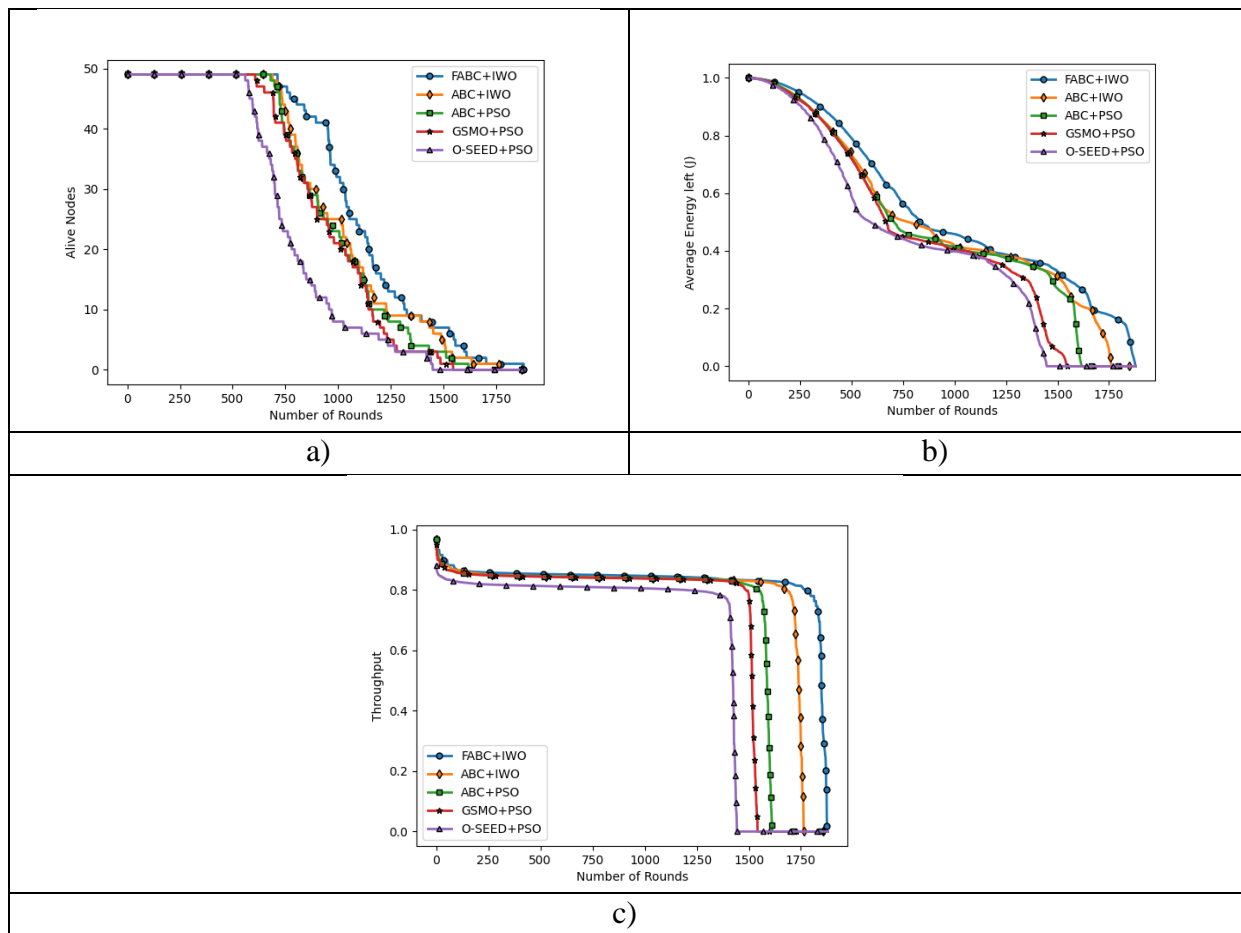 50
40
30
20
10
0
Alive Nodes
0 250 500 750 1000 1250 1500 1750
Number of Rounds
FABC+IWO
ABC+IWO
ABC+PSO
GSMO+PSO
O-SEED+PSO
1.0
0.8
0.6
0.4
0.2
0.0
Average Energy left (J)
0 250 500 750 1000 1250 1500 1750
Number of Rounds
FABC+IWO
ABC+IWO
ABC+PSO
GSMO+PSO
O-SEED+PSO
a)
b)
1.0
0.8
0.6
0.4
0.2
0.0
Throughput
FABC+IWO
ABC+IWO
ABC+PSO
GSMO+PSO
O-SEED+PSO
0 250 500 750 1000 1250 1500 1750
Number of Rounds
c)